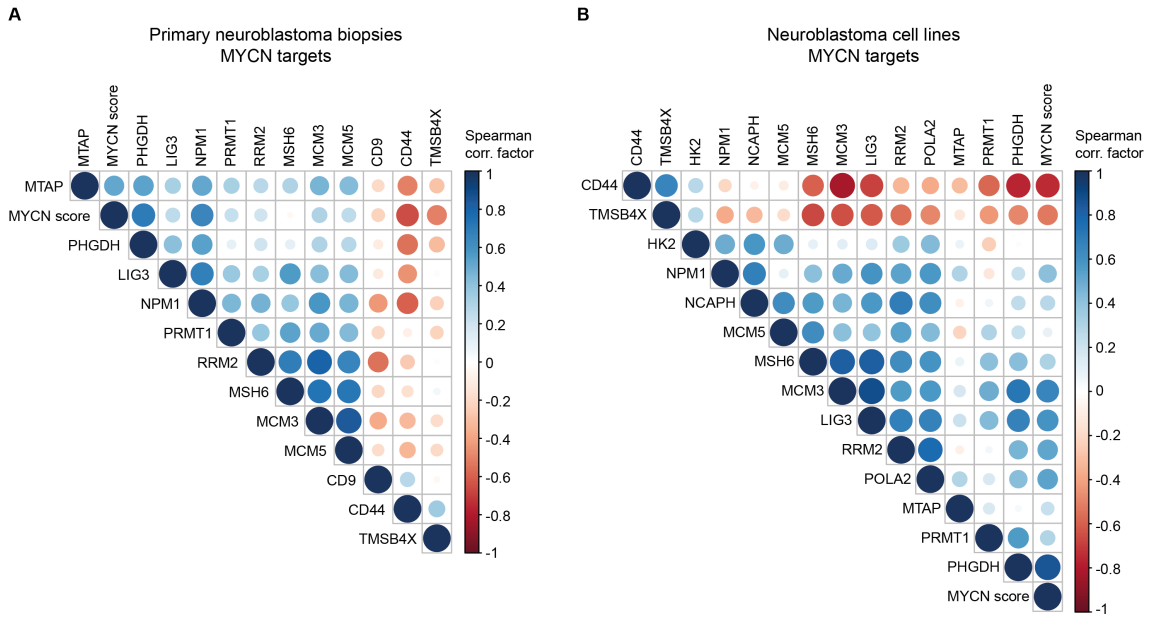 A
Primary neuroblastoma biopsies
MYCN targets
MTAP
MYCN score
PHGDH
LIG3
NPM1
PRMT1
RRM2
MSH6
MCM3
MCM5
CD9
CD44
TMSB4X
Spearman
corr. factor
MTAP
MYCN score
PHGDH
LIG3
NPM1
PRMT1
RRM2
MSH6
MCM3
MCM5
CD9
CD44
TMSB4X
1
0.8
0.6
0.4
0.2
0
-0.2
-0.4
-0.6
-0.8
-1
B
Neuroblastoma cell lines
MYCN targets
CD44
TMSB4X
HK2
NPM1
NCAPH
MCM5
MSH6
MCM3
LIG3
RRM2
POLA2
MTAP
PRMT1
PHGDH
MYCN score
Spearman
corr. factor
CD44
TMSB4X
HK2
NPM1
NCAPH
MCM5
MSH6
MCM3
LIG3
RRM2
POLA2
MTAP
PRMT1
PHGDH
MYCN score
1
0.8
0.6
0.4
0.2
0
-0.2
-0.4
-0.6
-0.8
-1